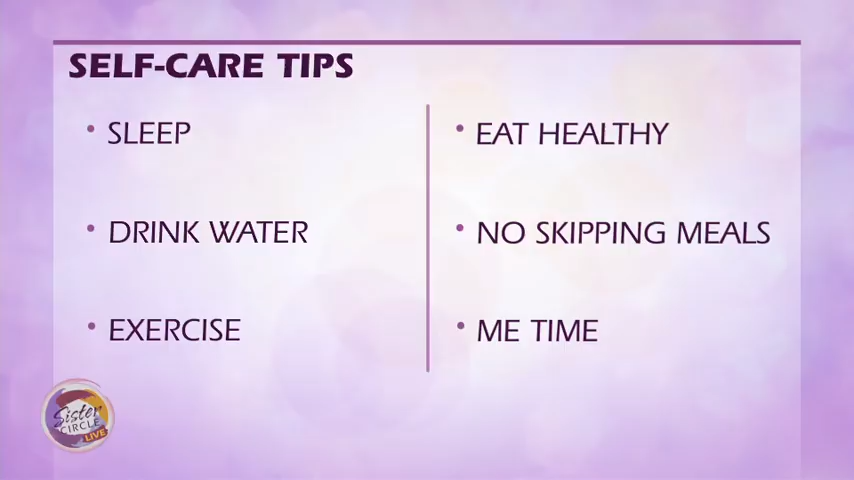 SELF-CARE TIPS
• SLEEP
• DRINK WATER
• EXERCISE
• EAT HEALTHY
• NO SKIPPING MEALS
• ME TIME
Sister
CIRCLE
LIVE